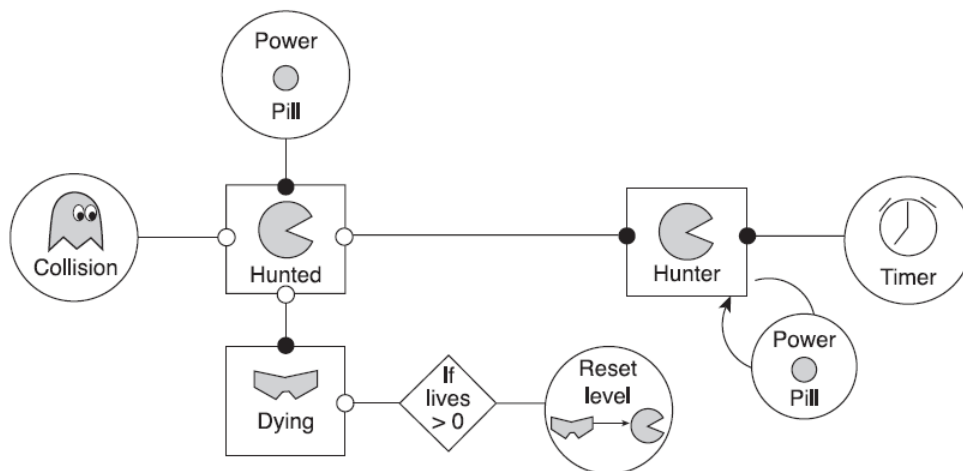 Power
Pill
Collision
Hunted
Hunter
Timer
Power
Pill
Dying
If
lives
> 0
Reset
level